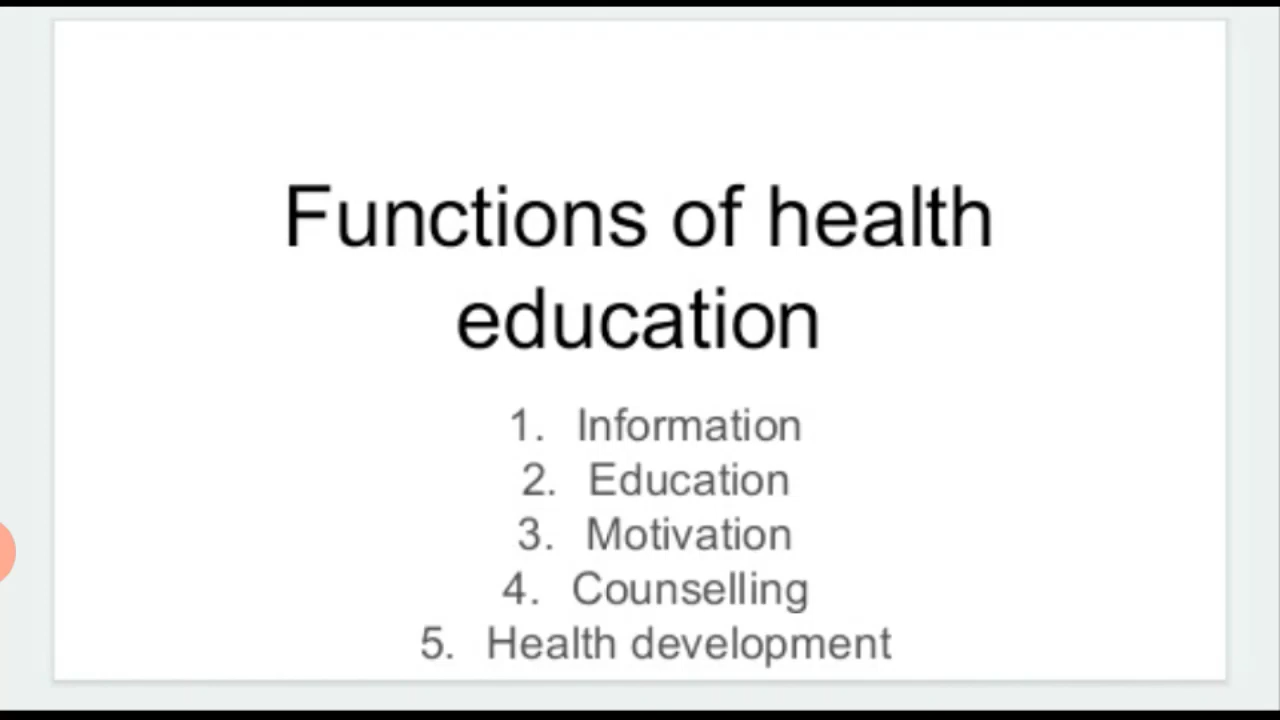 Functions of health
education
1. Information
2. Education
3. Motivation
4. Counselling
5. Health development